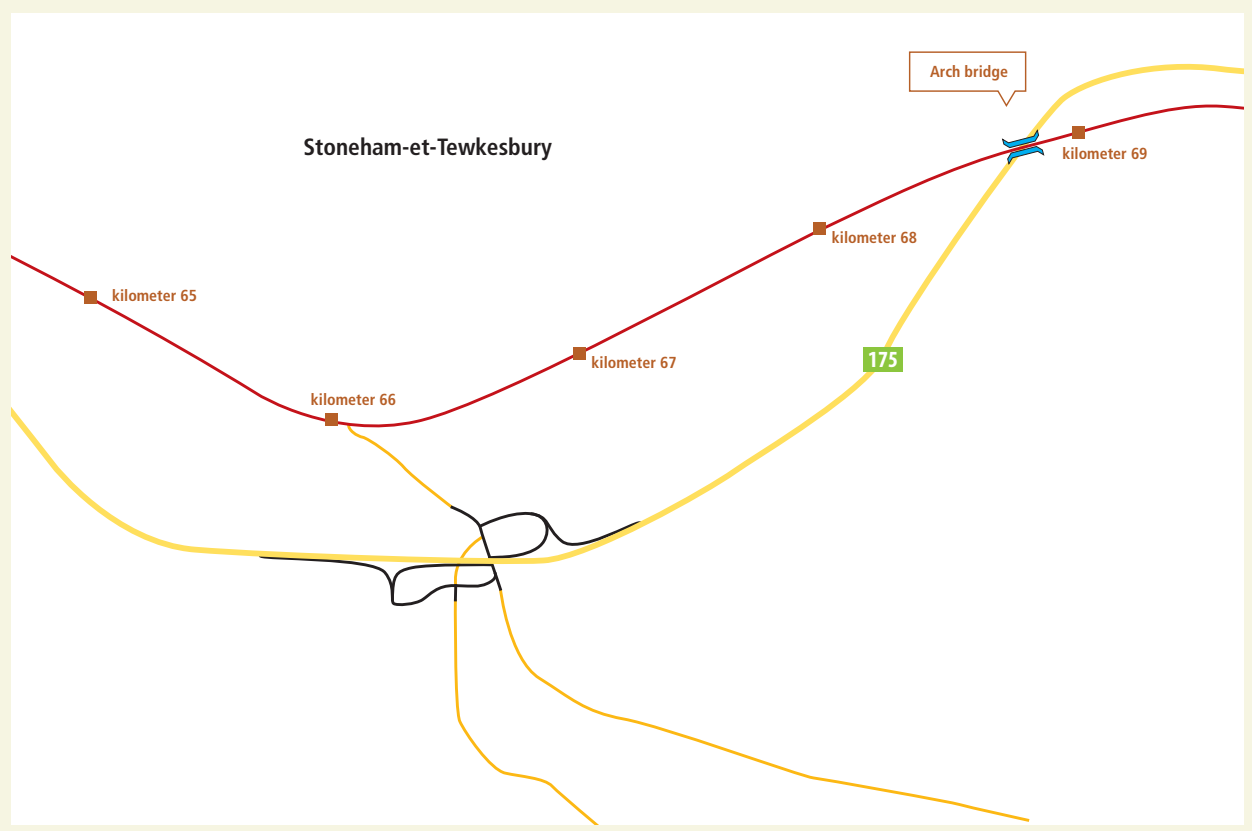 Arch bridge
Stoneham-et-Tewkesbury
kilometer 69
kilometer 68
kilometer 65
175
kilometer 67
kilometer 66